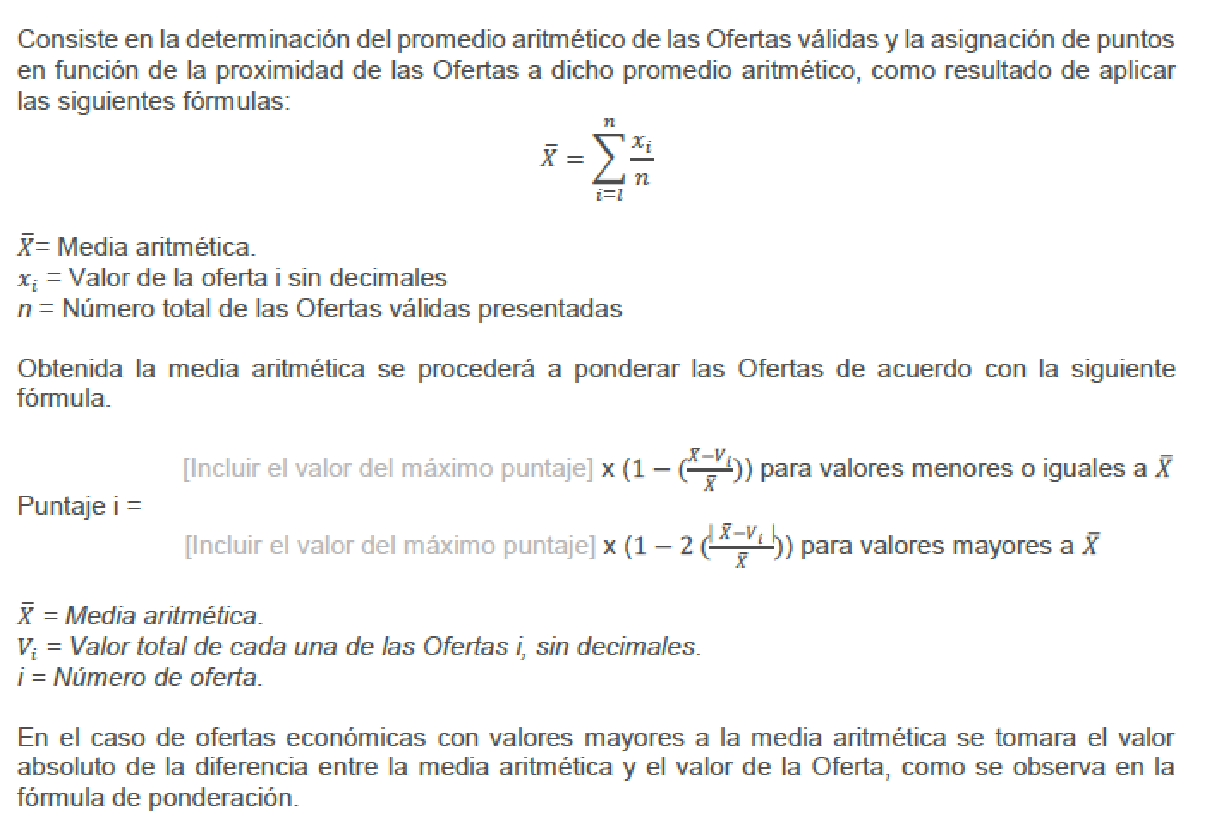 Consiste en la determinación del promedio aritmético de las Ofertas válidas y la asignación de puntos
en función de la proximidad de las Ofertas a dicho promedio aritmético, como resultado de aplicar
las siguientes fórmulas:
X̄ = ∑_{i=l}^{n} x_i/n
X̄= Media aritmética.
x_i = Valor de la oferta i sin decimales
n = Número total de las Ofertas válidas presentadas
Obtenida la media aritmética se procederá a ponderar las Ofertas de acuerdo con la siguiente
fórmula.
[Incluir el valor del máximo puntaje] x (1 − (X̄−V_i/X̄)) para valores menores o iguales a X̄
Puntaje i =
[Incluir el valor del máximo puntaje] x (1 − 2 (| X̄−V_i |/X̄)) para valores mayores a X̄
X̄ = Media aritmética.
V_i = Valor total de cada una de las Ofertas i, sin decimales.
i = Número de oferta.
En el caso de ofertas económicas con valores mayores a la media aritmética se tomara el valor
absoluto de la diferencia entre la media aritmética y el valor de la Oferta, como se observa en la
fórmula de ponderación.